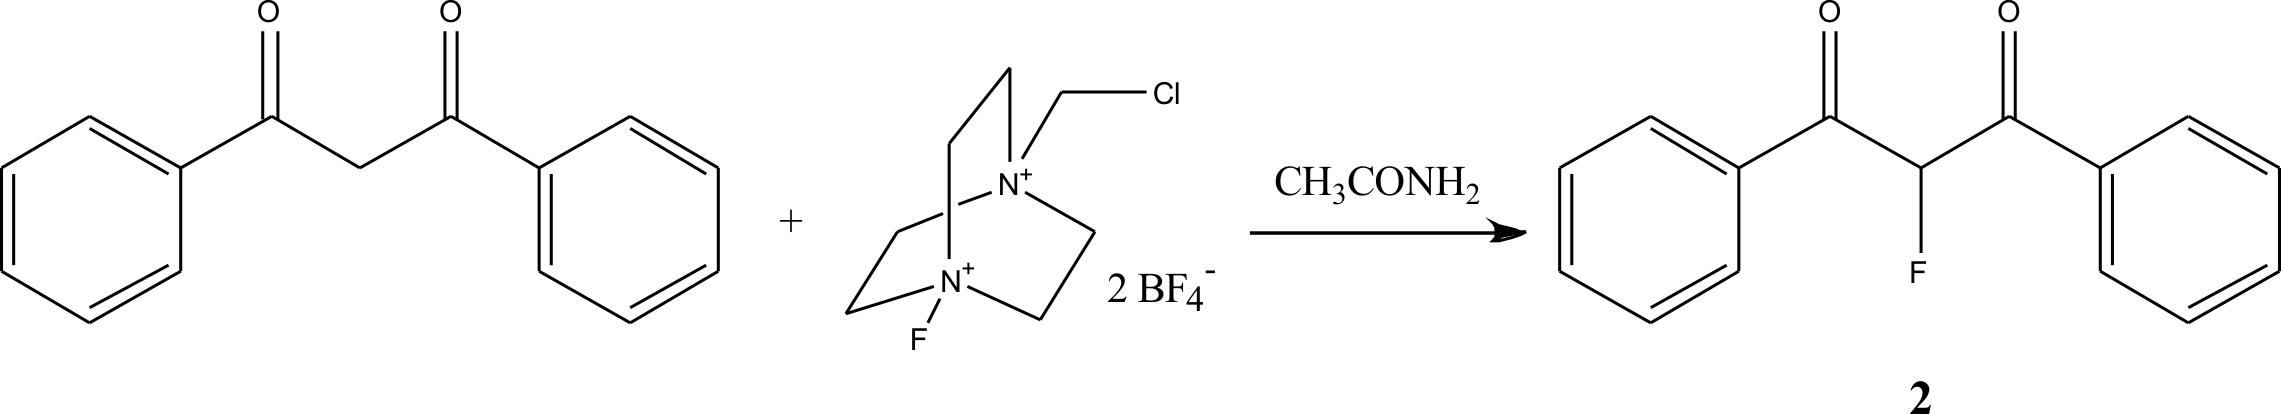 O O
+
Cl
N⁺
N⁺
F
2 BF₄⁻
CH₃CONH₂
O O
F
2